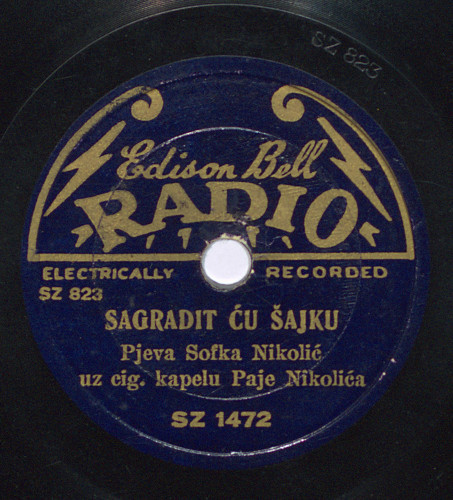 SZ 823
Edison Bell
RADIO
ELECTRICALLY RECORDED
SZ 823
SAGRADIT ĆU ŠAJKU
Pjeva Sofka Nikolić
uz cig. kapelu Paje Nikolića
SZ 1472